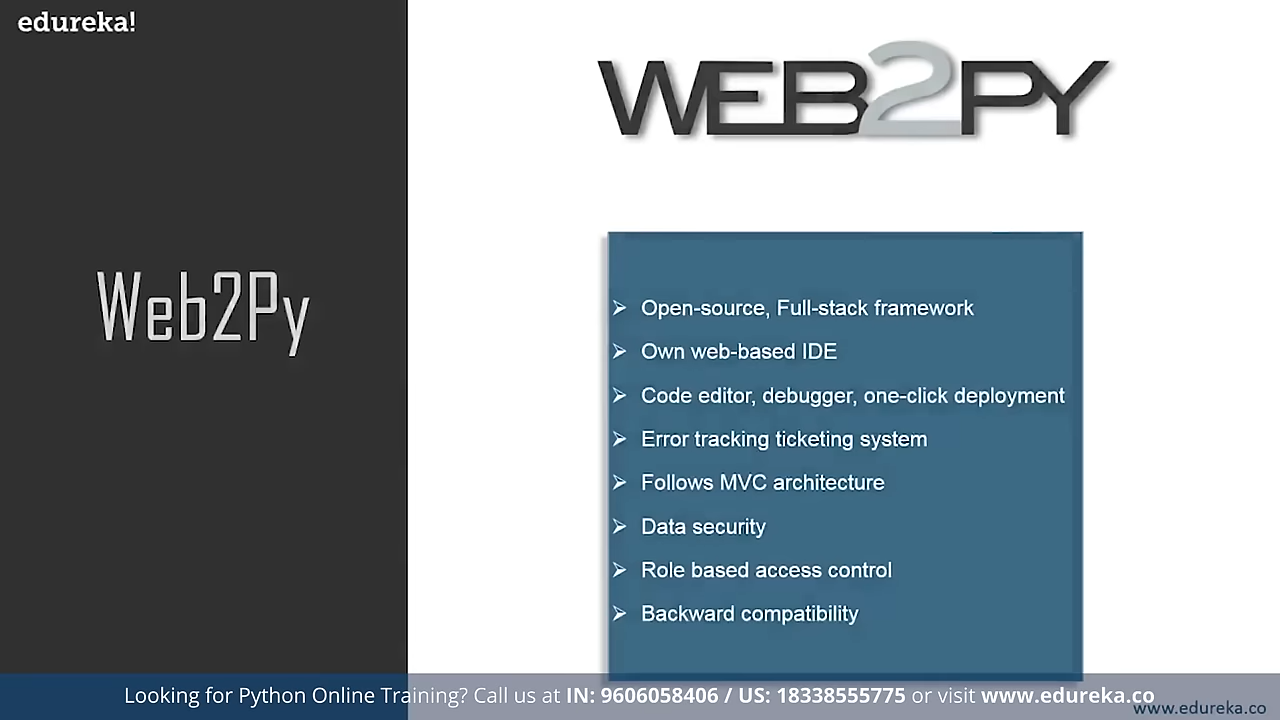 edureka!
WEB2PY
Web2Py
➢ Open-source, Full-stack framework
➢ Own web-based IDE
➢ Code editor, debugger, one-click deployment
➢ Error tracking ticketing system
➢ Follows MVC architecture
➢ Data security
➢ Role based access control
➢ Backward compatibility
Looking for Python Online Training? Call us at IN: 9606058406 / US: 18338555775 or visit www.edureka.co
www.edureka.co